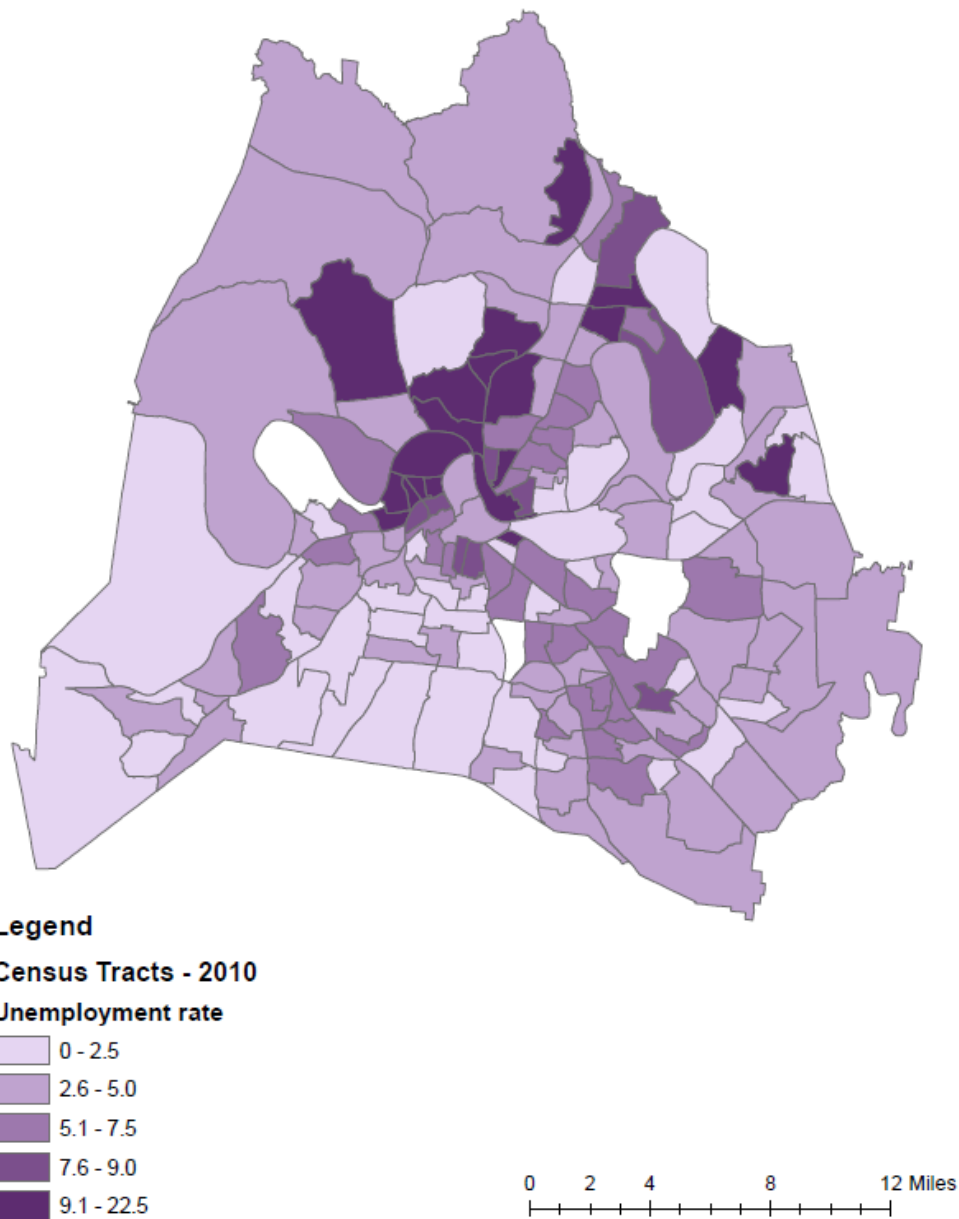 Legend
Census Tracts - 2010
Unemployment rate
0 - 2.5
2.6 - 5.0
5.1 - 7.5
7.6 - 9.0
9.1 - 22.5
0 2 4 8 12 Miles